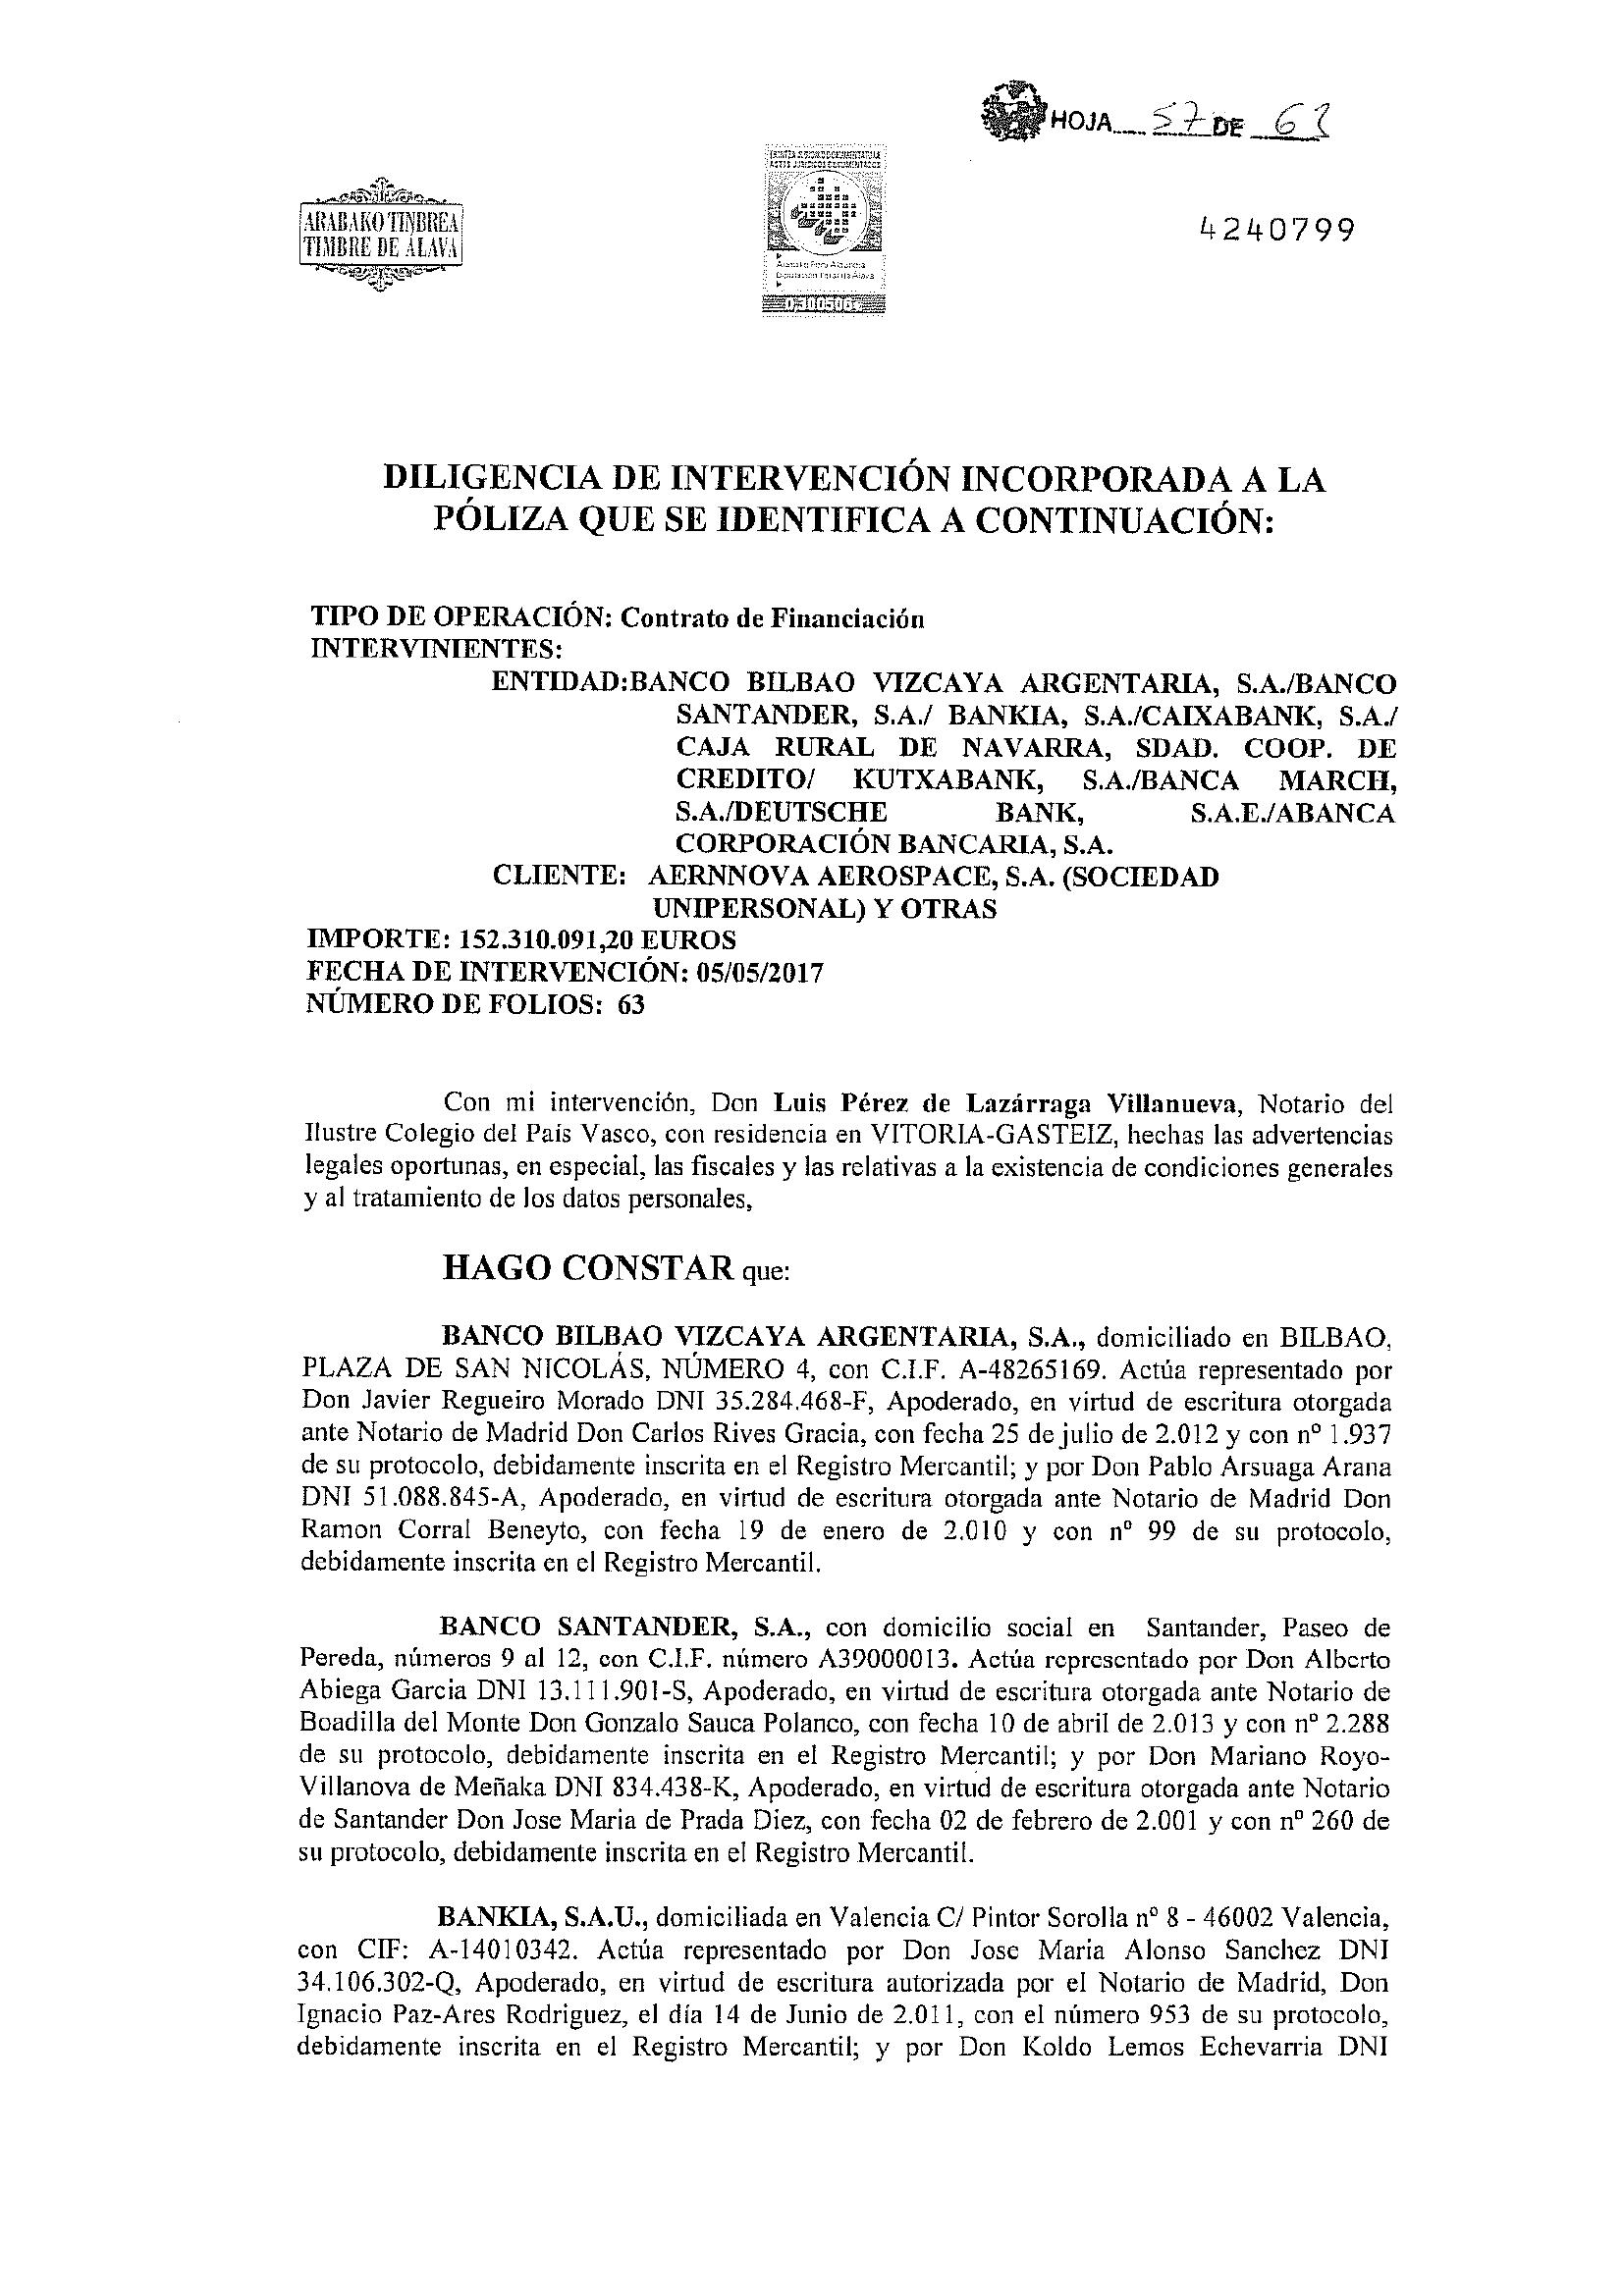 HOJA 57 DE 63
ARABAKO TINBREA
TIMBRE DE ALAVA
4240799
DILIGENCIA DE INTERVENCIÓN INCORPORADA A LA
PÓLIZA QUE SE IDENTIFICA A CONTINUACIÓN:
TIPO DE OPERACIÓN: Contrato de Financiación
INTERVINIENTES:
ENTIDAD:BANCO BILBAO VIZCAYA ARGENTARIA, S.A./BANCO
SANTANDER, S.A./ BANKIA, S.A./CAIXABANK, S.A./
CAJA RURAL DE NAVARRA, SDAD. COOP. DE
CREDITO/ KUTXABANK, S.A./BANCA MARCH,
S.A./DEUTSCHE BANK, S.A.E./ABANCA
CORPORACIÓN BANCARIA, S.A.
CLIENTE: AERNNOVA AEROSPACE, S.A. (SOCIEDAD
UNIPERSONAL) Y OTRAS
IMPORTE: 152.310.091,20 EUROS
FECHA DE INTERVENCIÓN: 05/05/2017
NÚMERO DE FOLIOS: 63
Con mi intervención, Don Luis Pérez de Lazárraga Villanueva, Notario del
Ilustre Colegio del País Vasco, con residencia en VITORIA-GASTEIZ, hechas las advertencias
legales oportunas, en especial, las fiscales y las relativas a la existencia de condiciones generales
y al tratamiento de los datos personales,
HAGO CONSTAR que:
BANCO BILBAO VIZCAYA ARGENTARIA, S.A., domiciliado en BILBAO,
PLAZA DE SAN NICOLÁS, NÚMERO 4, con C.I.F. A-48265169. Actúa representado por
Don Javier Regueiro Morado DNI 35.284.468-F, Apoderado, en virtud de escritura otorgada
ante Notario de Madrid Don Carlos Rives Gracia, con fecha 25 de julio de 2.012 y con nº 1.937
de su protocolo, debidamente inscrita en el Registro Mercantil; y por Don Pablo Arsuaga Arana
DNI 51.088.845-A, Apoderado, en virtud de escritura otorgada ante Notario de Madrid Don
Ramon Corral Beneyto, con fecha 19 de enero de 2.010 y con nº 99 de su protocolo,
debidamente inscrita en el Registro Mercantil.
BANCO SANTANDER, S.A., con domicilio social en Santander, Paseo de
Pereda, números 9 al 12, con C.I.F. número A39000013. Actúa representado por Don Alberto
Abiega Garcia DNI 13.111.901-S, Apoderado, en virtud de escritura otorgada ante Notario de
Boadilla del Monte Don Gonzalo Sauca Polanco, con fecha 10 de abril de 2.013 y con nº 2.288
de su protocolo, debidamente inscrita en el Registro Mercantil; y por Don Mariano Royo-
Villanova de Meñaka DNI 834.438-K, Apoderado, en virtud de escritura otorgada ante Notario
de Santander Don Jose Maria de Prada Diez, con fecha 02 de febrero de 2.001 y con nº 260 de
su protocolo, debidamente inscrita en el Registro Mercantil.
BANKIA, S.A.U., domiciliada en Valencia C/ Pintor Sorolla nº 8 - 46002 Valencia,
con CIF: A-14010342. Actúa representado por Don Jose Maria Alonso Sanchez DNI
34.106.302-Q, Apoderado, en virtud de escritura autorizada por el Notario de Madrid, Don
Ignacio Paz-Ares Rodriguez, el día 14 de Junio de 2.011, con el número 953 de su protocolo,
debidamente inscrita en el Registro Mercantil; y por Don Koldo Lemos Echevarria DNI